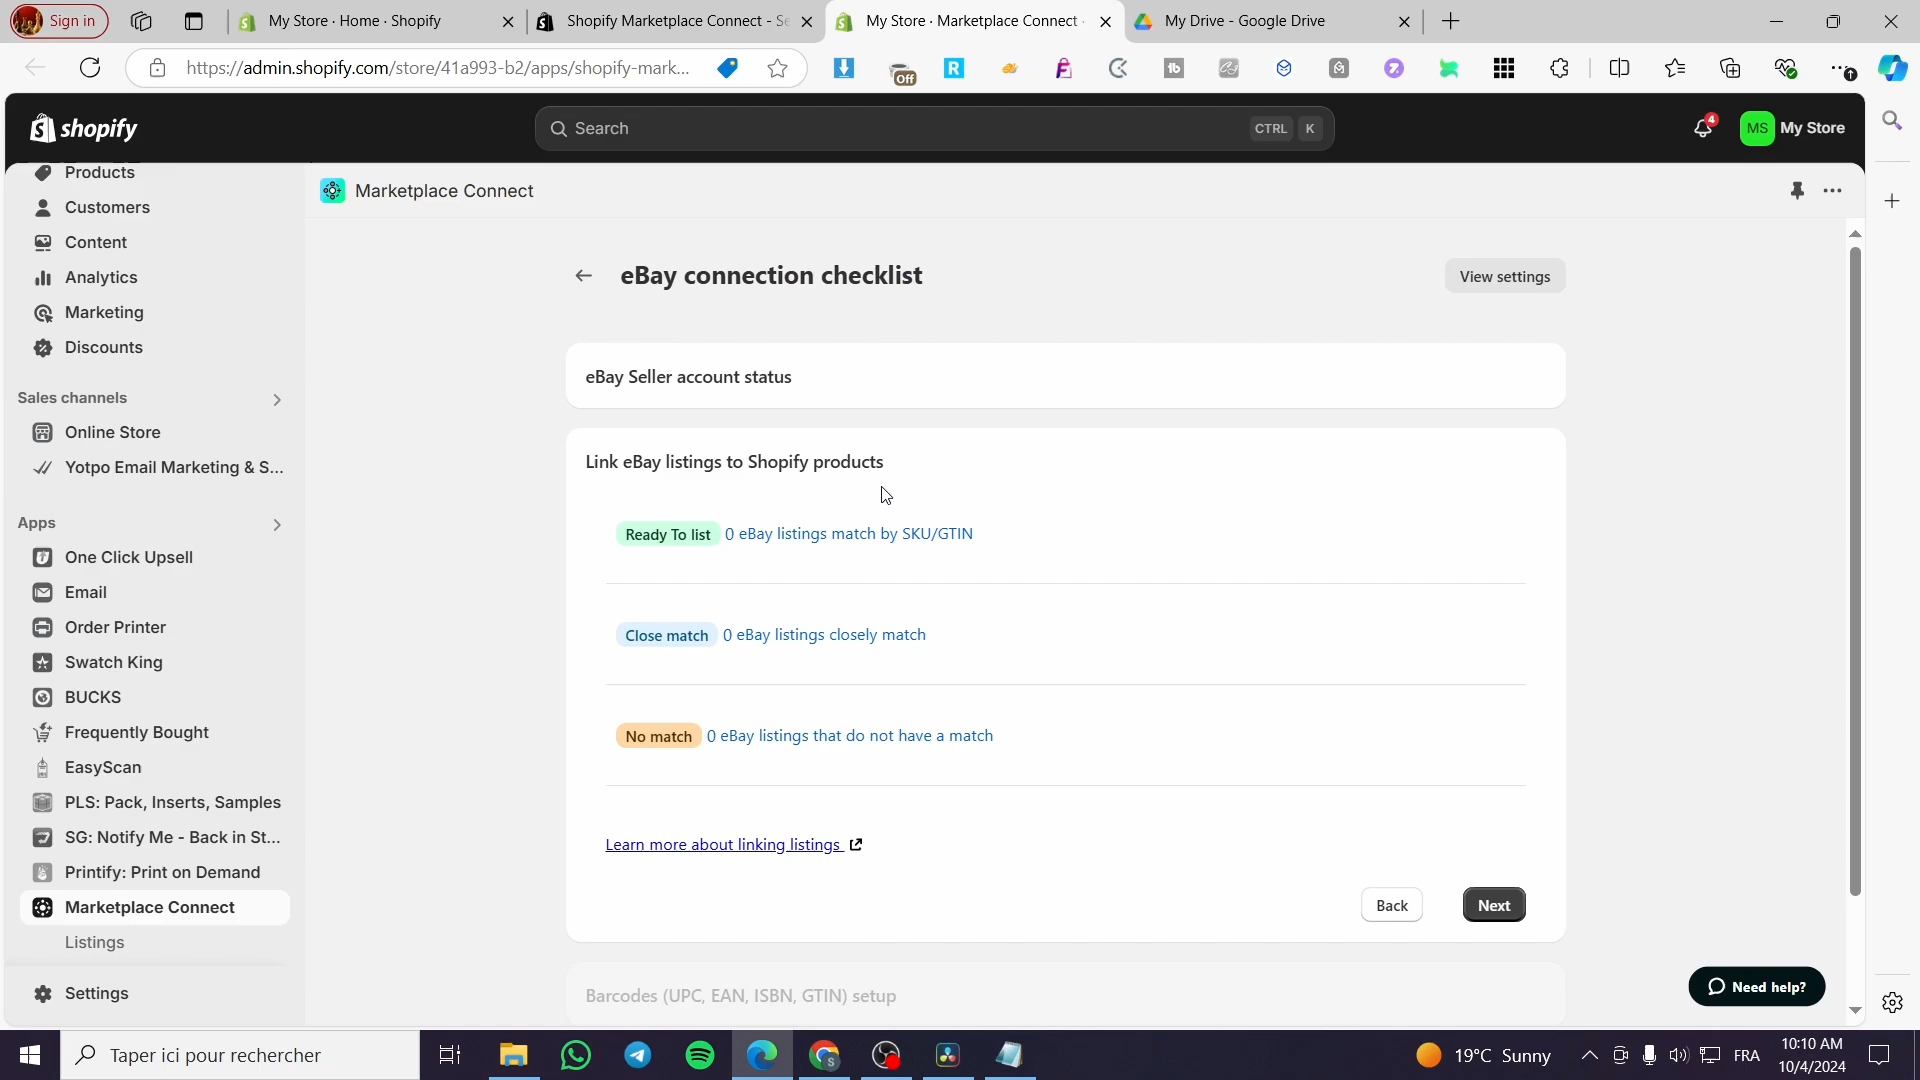 Sign in
My Store · Home · Shopify
Shopify Marketplace Connect - Se
My Store · Marketplace Connect ·
My Drive - Google Drive
https://admin.shopify.com/store/41a993-b2/apps/shopify-mark...
Off
shopify
Search
CTRL K
4
MS
My Store
Products
Customers
Content
Analytics
Marketing
Discounts
Sales channels
Online Store
Yotpo Email Marketing & S...
Apps
One Click Upsell
Email
Order Printer
Swatch King
BUCKS
Frequently Bought
EasyScan
PLS: Pack, Inserts, Samples
SG: Notify Me - Back in St...
Printify: Print on Demand
Marketplace Connect
Listings
Settings
Marketplace Connect
eBay connection checklist
View settings
eBay Seller account status
Link eBay listings to Shopify products
Ready To list 0 eBay listings match by SKU/GTIN
Close match 0 eBay listings closely match
No match 0 eBay listings that do not have a match
Learn more about linking listings
Back
Next
Barcodes (UPC, EAN, ISBN, GTIN) setup
Need help?
Taper ici pour rechercher
19°C Sunny
FRA
10:10 AM
10/4/2024